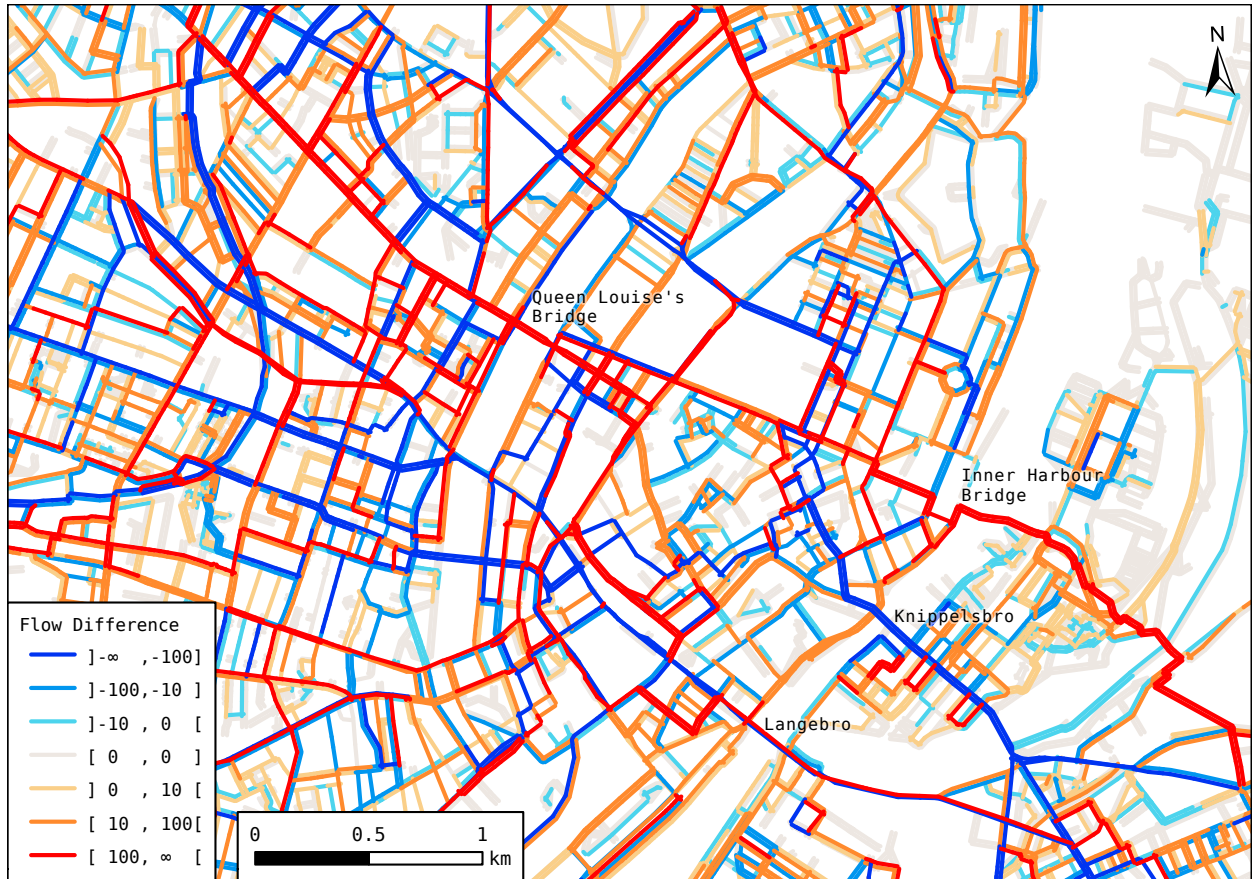 N
Queen Louise's
Bridge
Inner Harbour
Bridge
Knippelsbro
Langebro
Flow Difference
]-∞ ,-100]
]-100,-10 ]
]-10 , 0 [
[ 0 , 0 ]
] 0 , 10 [
[ 10 , 100[
[ 100, ∞ [
0 0.5 1
km